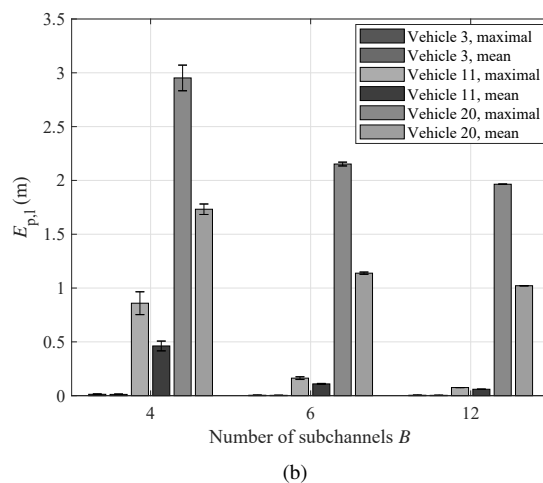 Vehicle 3, maximal
Vehicle 3, mean
Vehicle 11, maximal
Vehicle 11, mean
Vehicle 20, maximal
Vehicle 20, mean
4
3.5
3
2.5
2
1.5
1
0.5
0
E_p,l (m)
4 6 12
Number of subchannels B
(b)